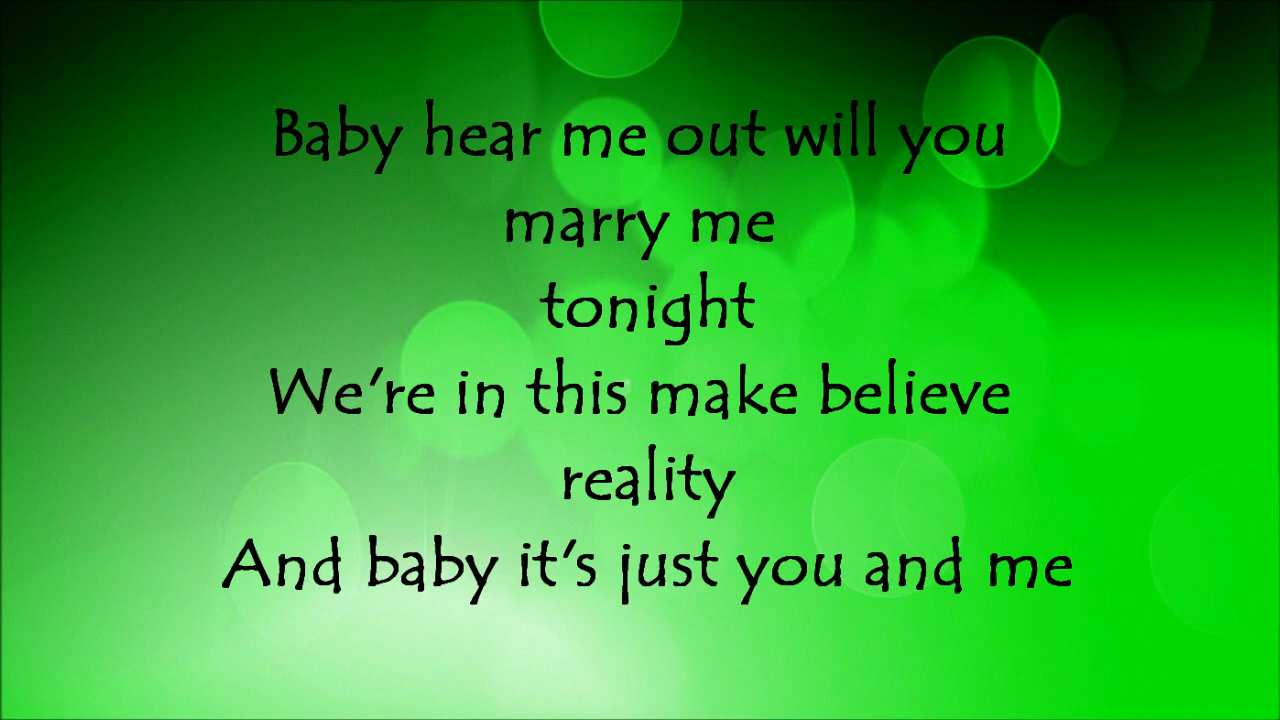 Baby hear me out will you
marry me
tonight
We're in this make believe
reality
And baby it's just you and me